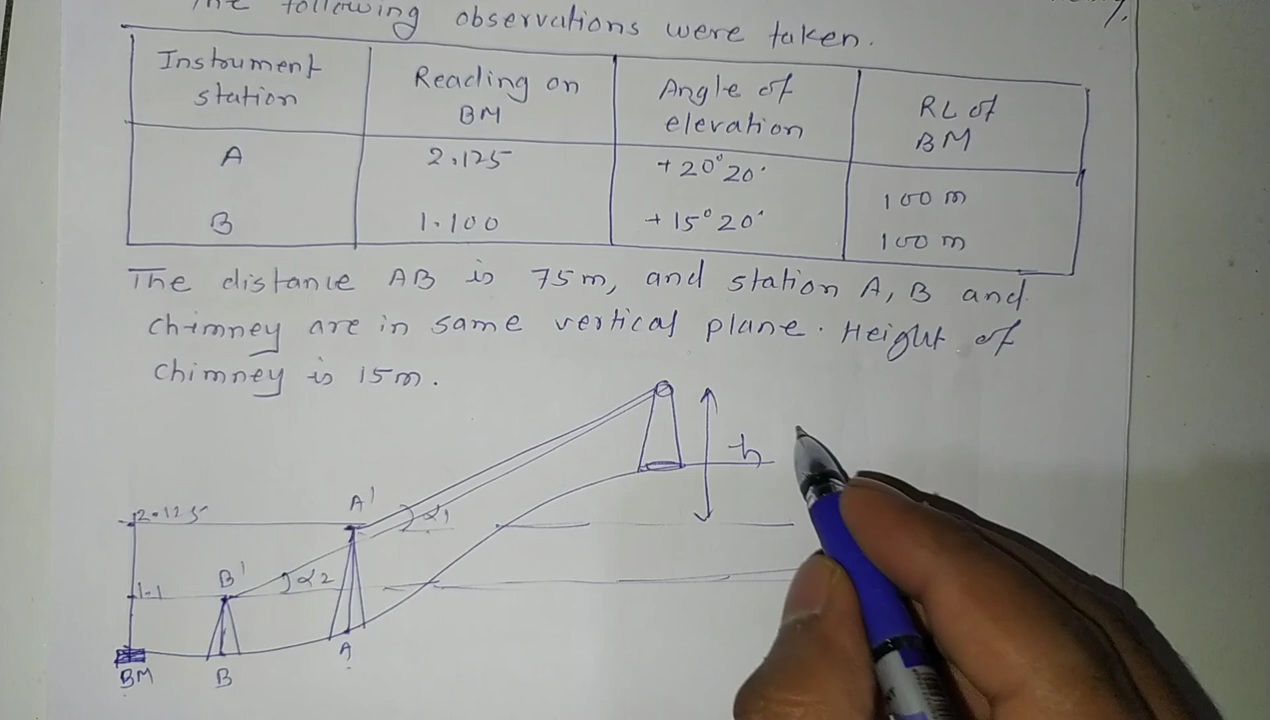 The following observations were taken.
Instrument station | Reading on BM | Angle of elevation | RL of BM
A | 2.125 | +20°20' | 100 m
B | 1.100 | +15°20' | 100 m
The distance AB is 75m, and station A, B and
chimney are in same vertical plane. Height of
chimney is 15m.
h
2.125
A'
α1
1.1
B'
α2
BM
B
A